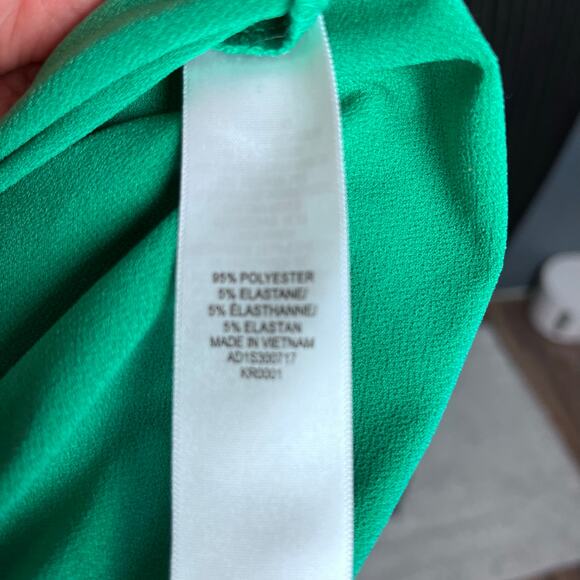 95% POLYESTER
5% ELASTANE/
5% ÉLASTHANNE/
5% ELASTAN
MADE IN VIETNAM
AD1S300717
KR0001